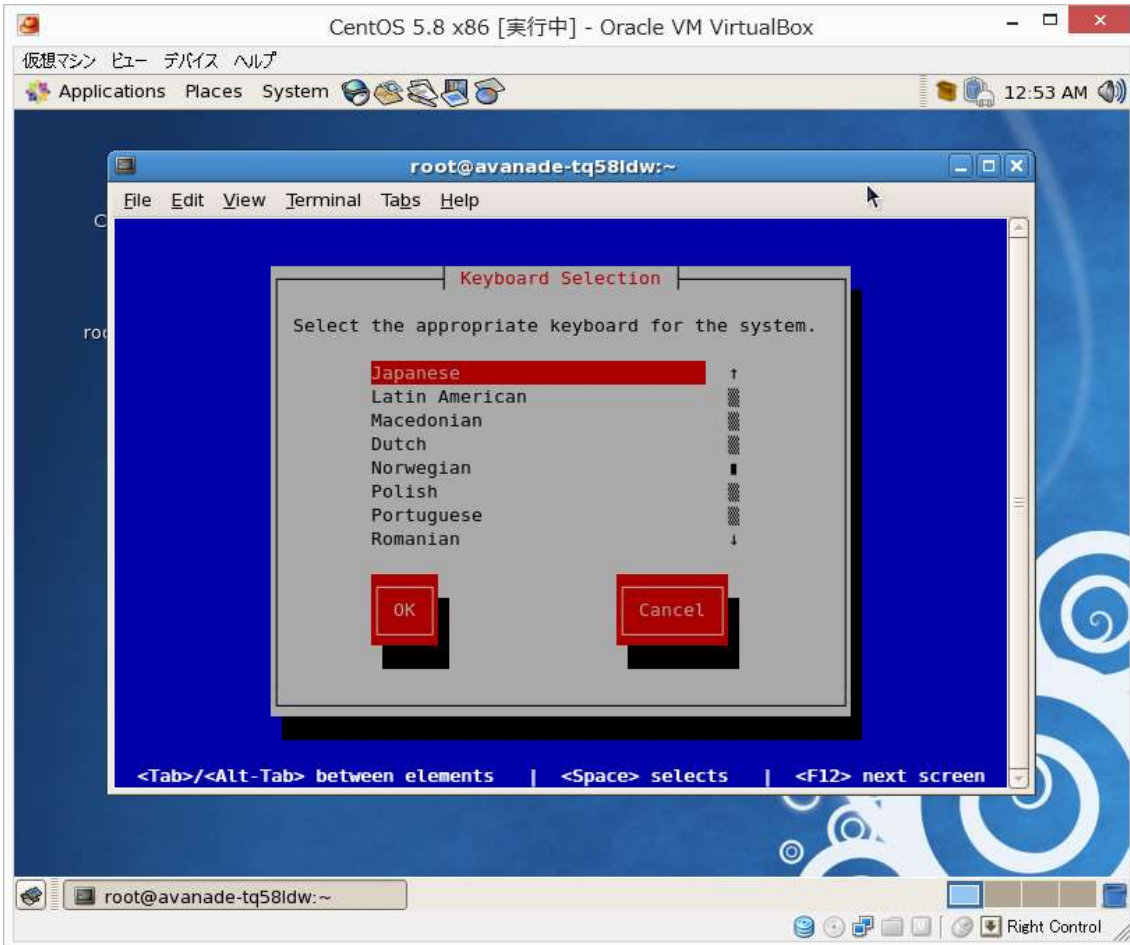 CentOS 5.8 x86 [実行中] - Oracle VM VirtualBox
仮想マシン ビュー デバイス ヘルプ
Applications Places System 12:53 AM
root@avanade-tq58ldw:~
File Edit View Terminal Tabs Help
C
Keyboard Selection
Select the appropriate keyboard for the system.
roo
Japanese
Latin American
Macedonian
Dutch
Norwegian
Polish
Portuguese
Romanian
OK Cancel
<Tab>/<Alt-Tab> between elements | <Space> selects | <F12> next screen
root@avanade-tq58ldw:~
Right Control